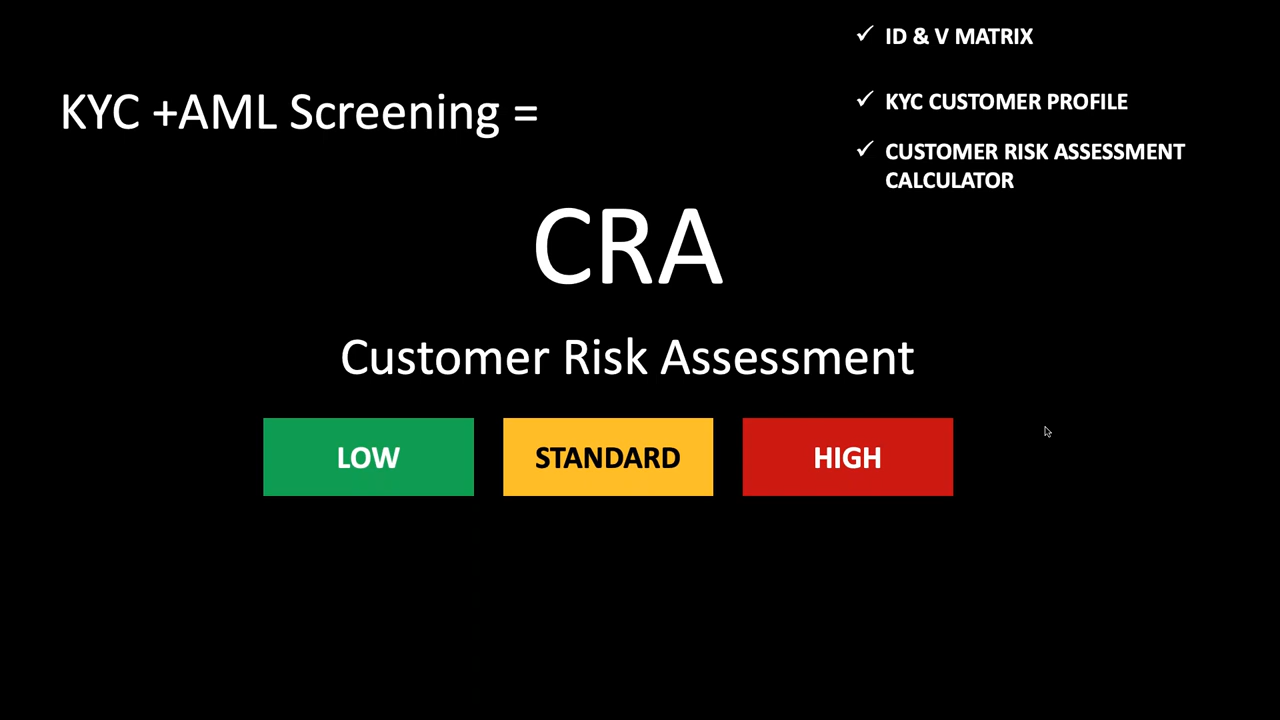 ID & V MATRIX
KYC CUSTOMER PROFILE
KYC +AML Screening =
CUSTOMER RISK ASSESSMENT
CALCULATOR
CRA
Customer Risk Assessment
LOW
STANDARD
HIGH